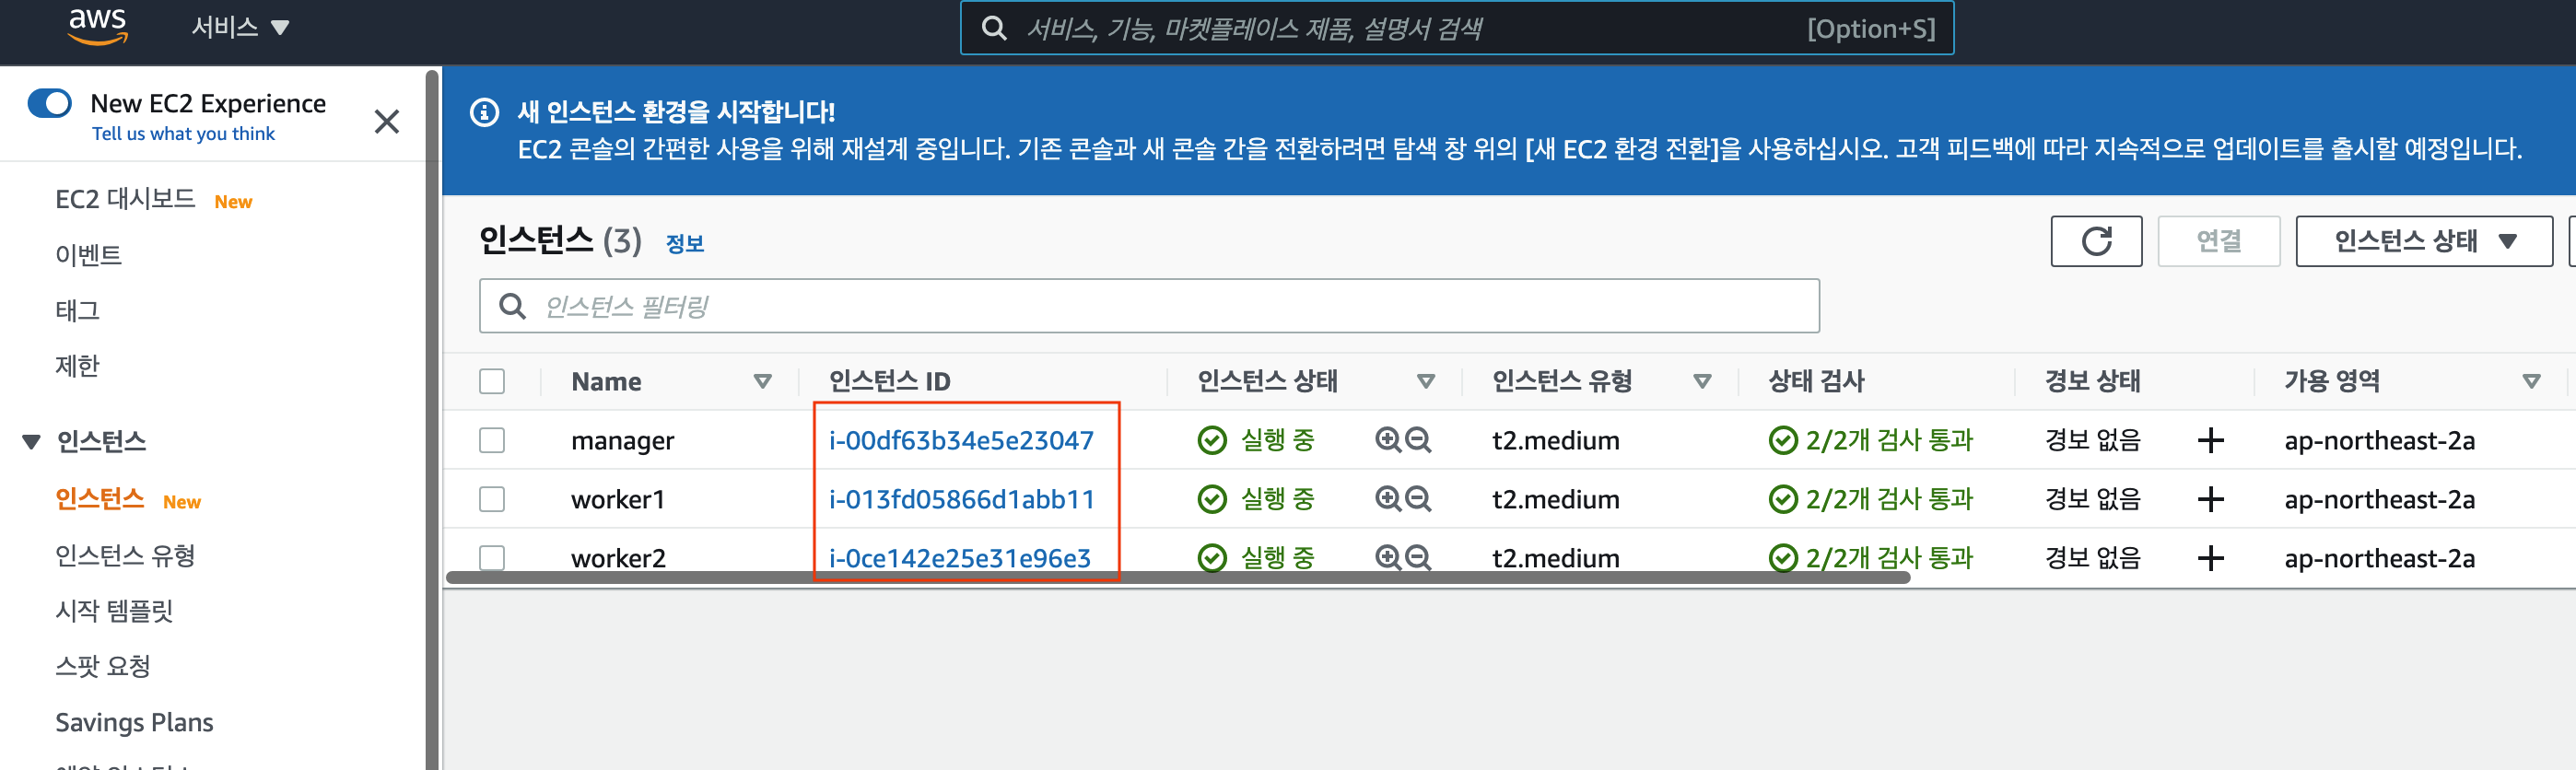 aws 서비스 서비스, 기능, 마켓플레이스 제품, 설명서 검색 [Option+S]
New EC2 Experience
Tell us what you think
EC2 대시보드 New
이벤트
태그
제한
인스턴스
인스턴스 New
인스턴스 유형
시작 템플릿
스팟 요청
Savings Plans
새 인스턴스 환경을 시작합니다!
EC2 콘솔의 간편한 사용을 위해 재설계 중입니다. 기존 콘솔과 새 콘솔 간을 전환하려면 탐색 창 위의 [새 EC2 환경 전환]을 사용하십시오. 고객 피드백에 따라 지속적으로 업데이트를 출시할 예정입니다.
인스턴스 (3) 정보 연결 인스턴스 상태
인스턴스 필터링
Name 인스턴스 ID 인스턴스 상태 인스턴스 유형 상태 검사 경보 상태 가용 영역
manager i-00df63b34e5e23047 실행 중 t2.medium 2/2개 검사 통과 경보 없음 ap-northeast-2a
worker1 i-013fd05866d1abb11 실행 중 t2.medium 2/2개 검사 통과 경보 없음 ap-northeast-2a
worker2 i-0ce142e25e31e96e3 실행 중 t2.medium 2/2개 검사 통과 경보 없음 ap-northeast-2a